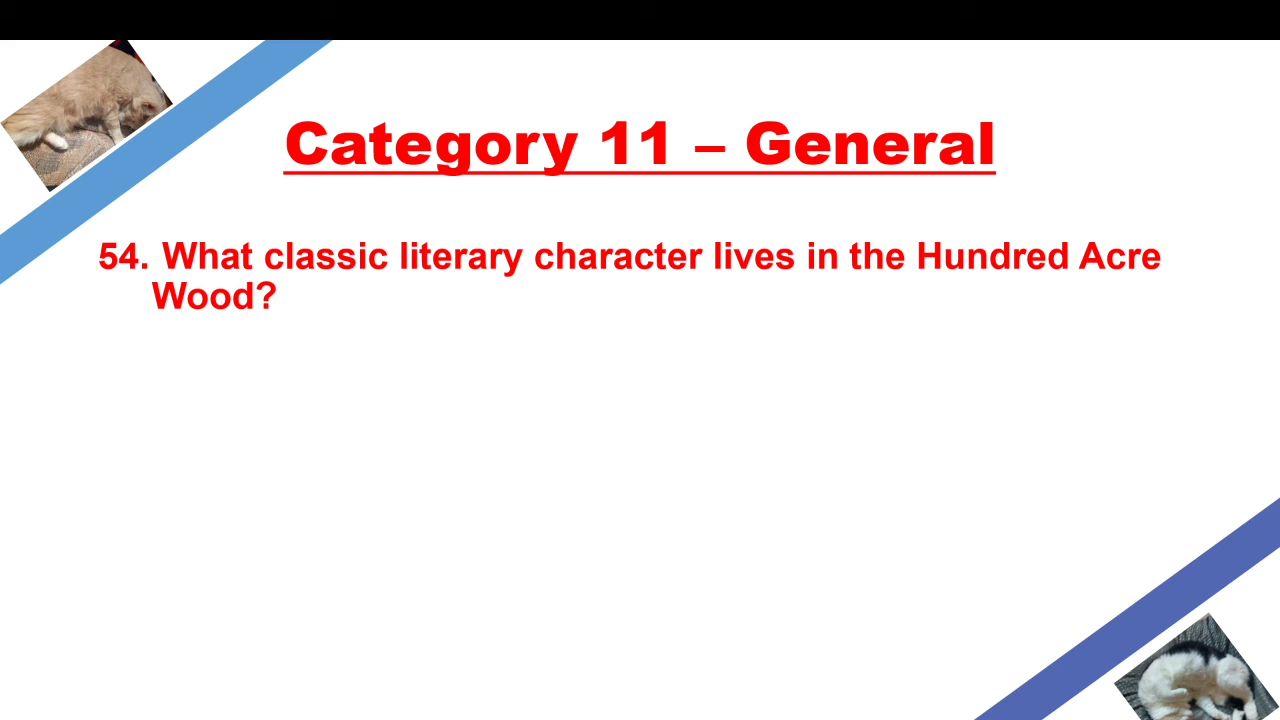 Category 11 – General
54. What classic literary character lives in the Hundred Acre
Wood?